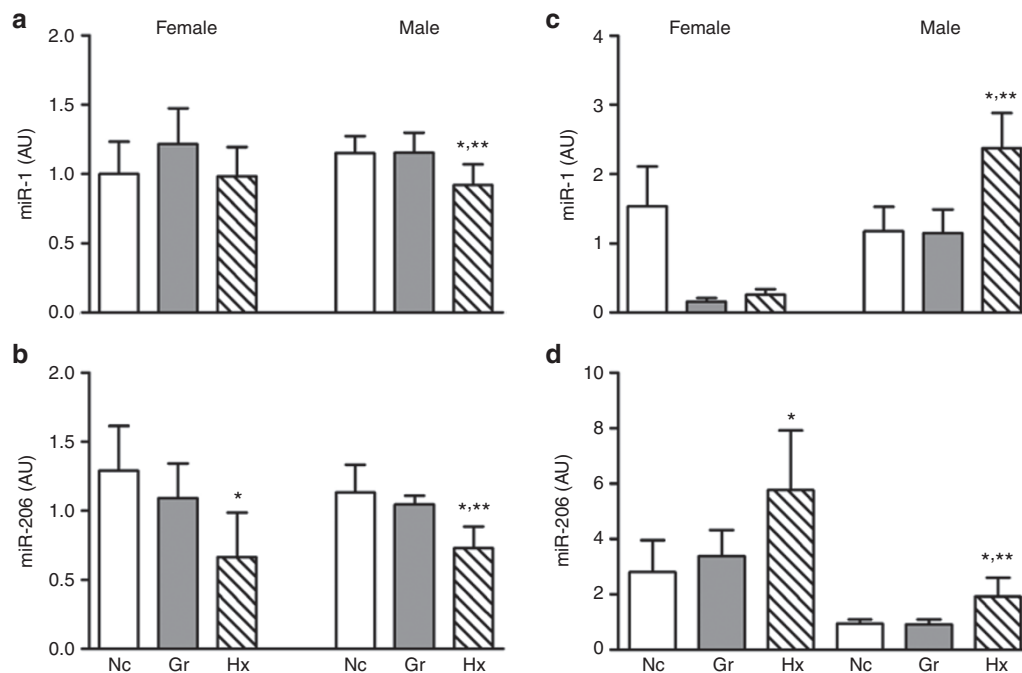 a
Female Male
2.0
1.5
1.0
0.5
0.0
miR-1 (AU)
*,**
c
Female Male
4
3
2
1
0
miR-1 (AU)
*,**
b
2.0
1.5
1.0
0.5
0.0
miR-206 (AU)
*
*,**
Nc Gr Hx Nc Gr Hx
d
10
8
6
4
2
0
miR-206 (AU)
*
*,**
Nc Gr Hx Nc Gr Hx